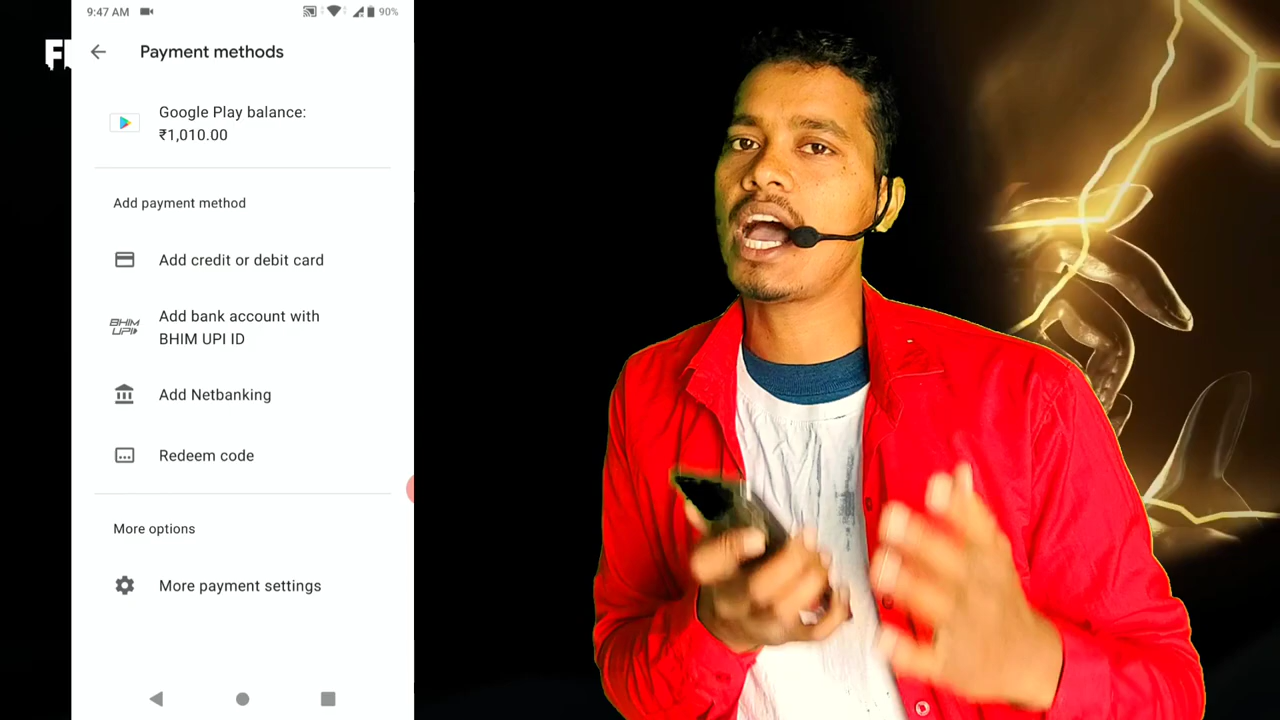 9:47 AM
90%
Payment methods
Google Play balance:
₹1,010.00
Add payment method
Add credit or debit card
BHIM
UPI
Add bank account with
BHIM UPI ID
Add Netbanking
Redeem code
More options
More payment settings